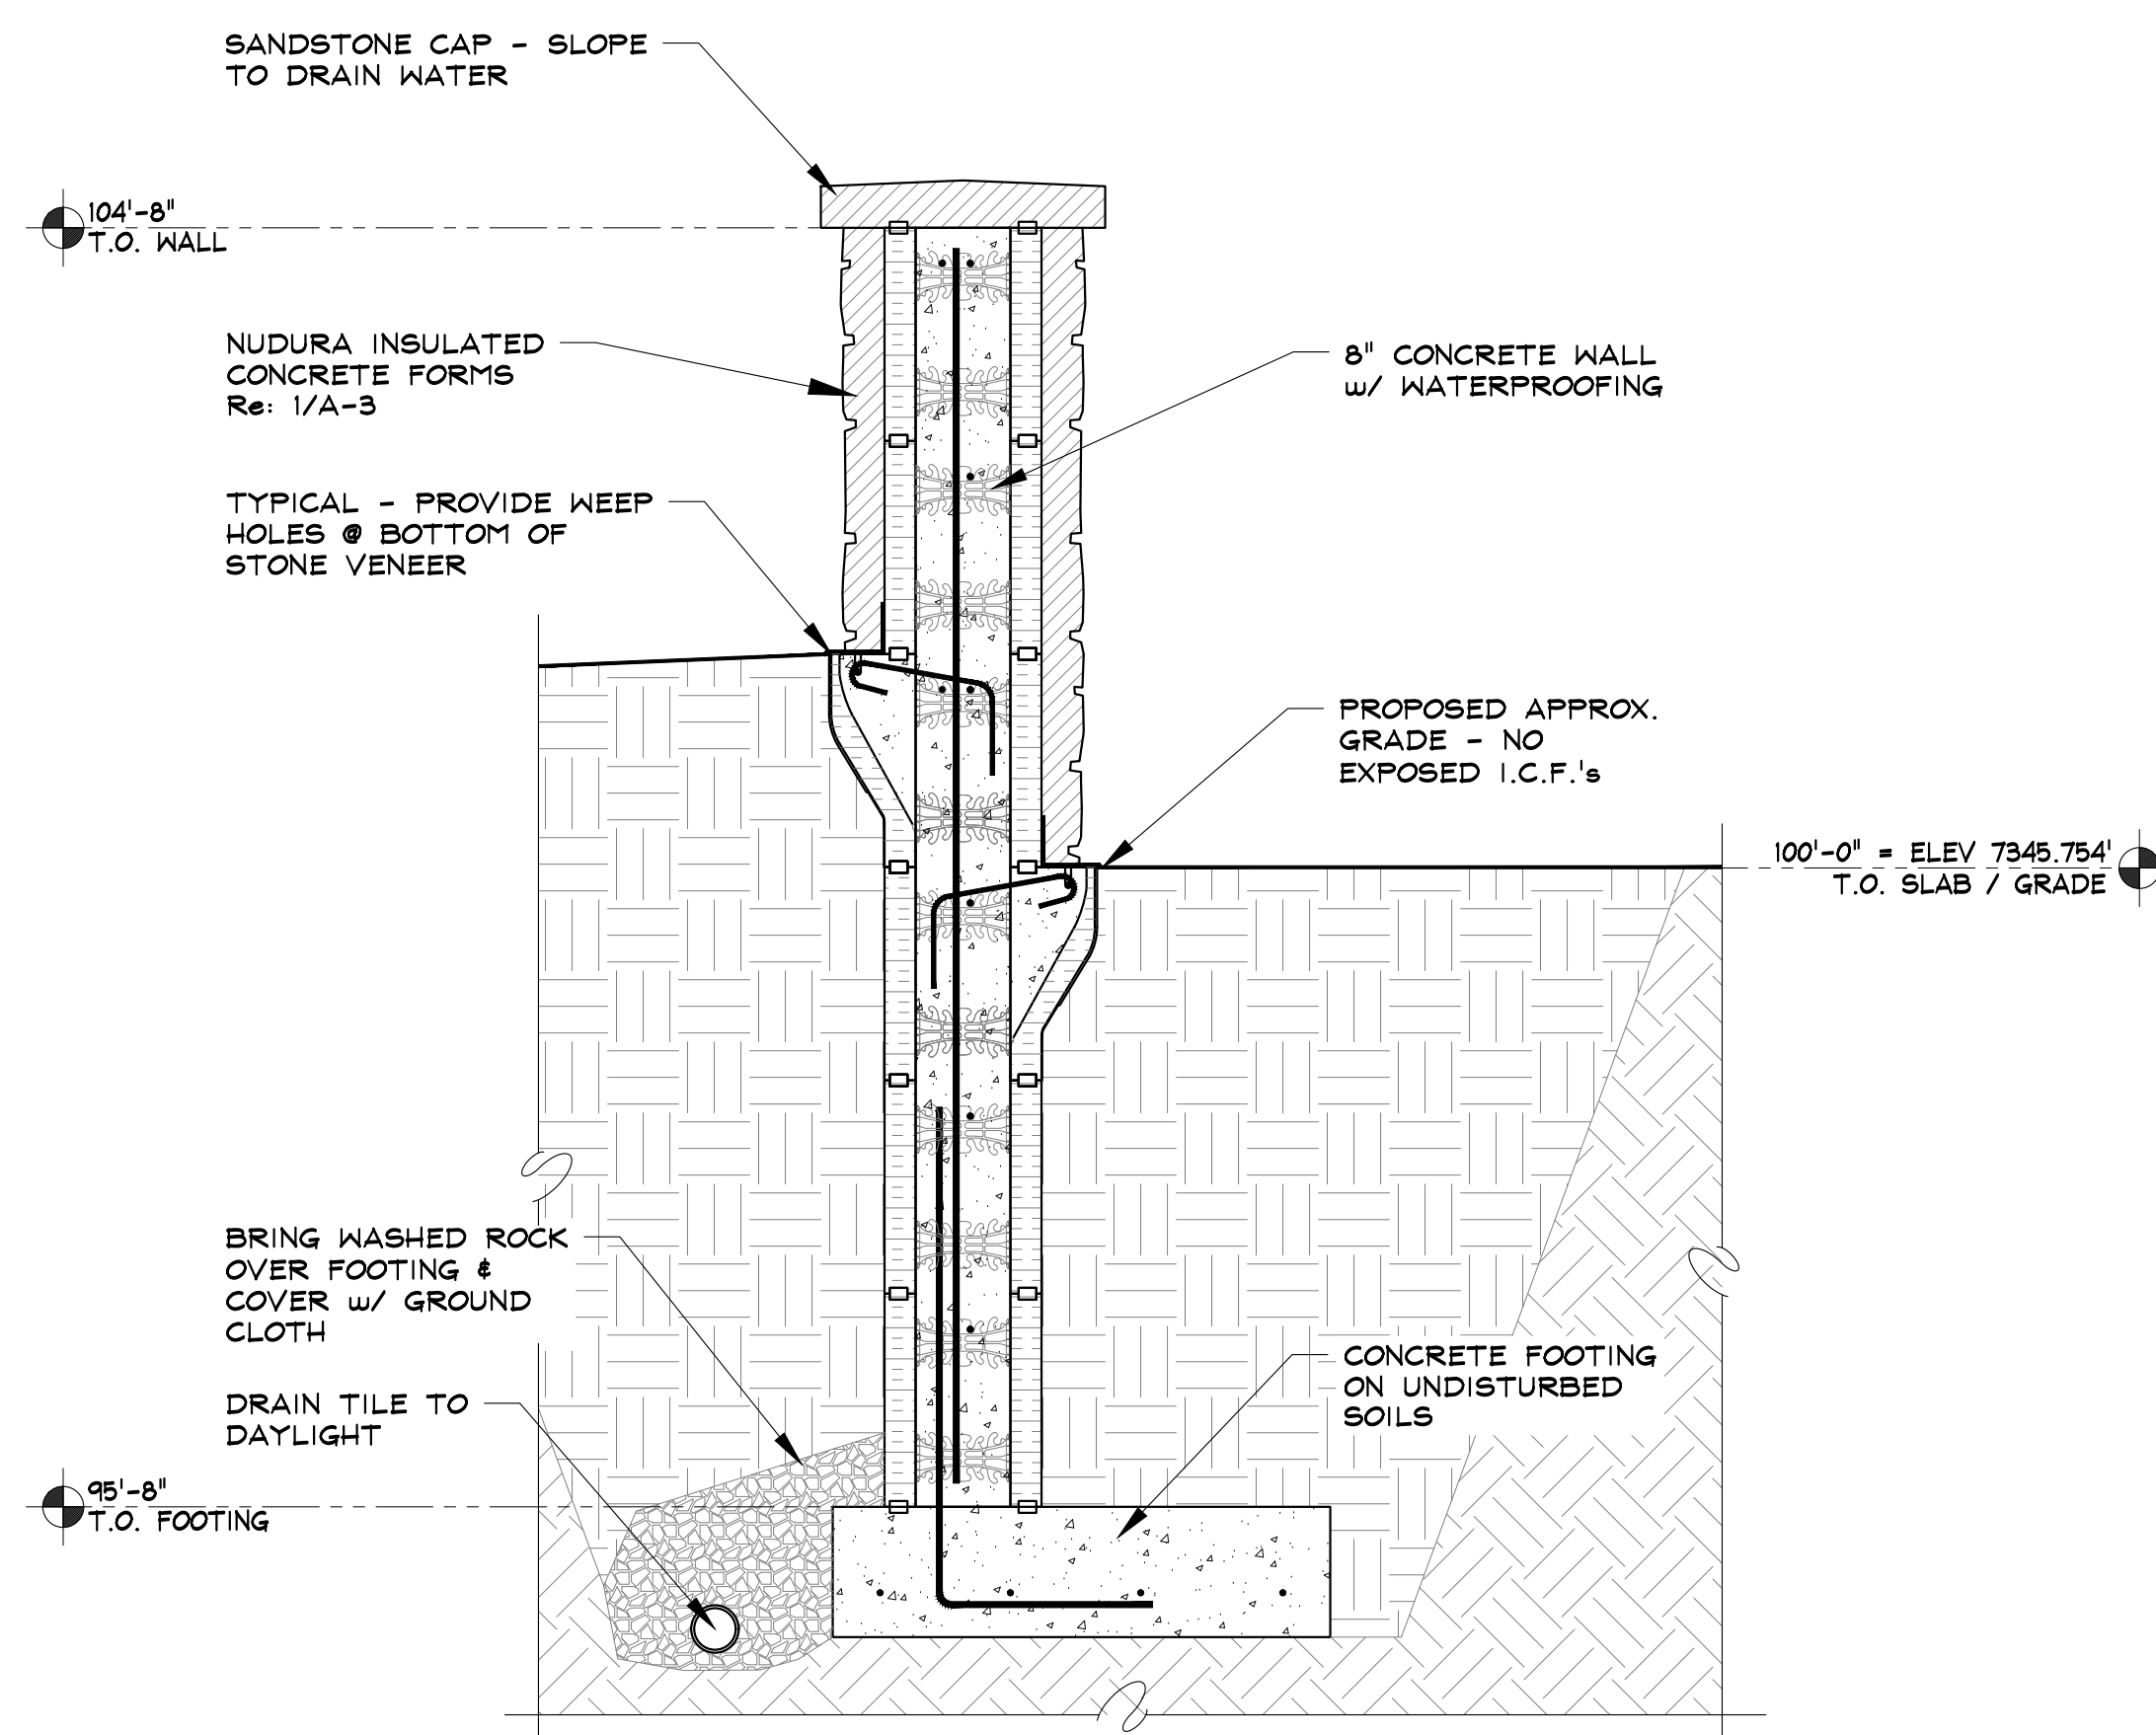 SANDSTONE CAP - SLOPE
TO DRAIN WATER
104'-8"
T.O. WALL
NUDURA INSULATED
CONCRETE FORMS
Re: 1/A-3
8" CONCRETE WALL
w/ WATERPROOFING
TYPICAL - PROVIDE WEEP
HOLES @ BOTTOM OF
STONE VENEER
PROPOSED APPROX.
GRADE - NO
EXPOSED I.C.F.'s
100'-0" = ELEV 7345.754'
T.O. SLAB / GRADE
BRING WASHED ROCK
OVER FOOTING &
COVER w/ GROUND
CLOTH
CONCRETE FOOTING
ON UNDISTURBED
SOILS
DRAIN TILE TO
DAYLIGHT
95'-8"
T.O. FOOTING